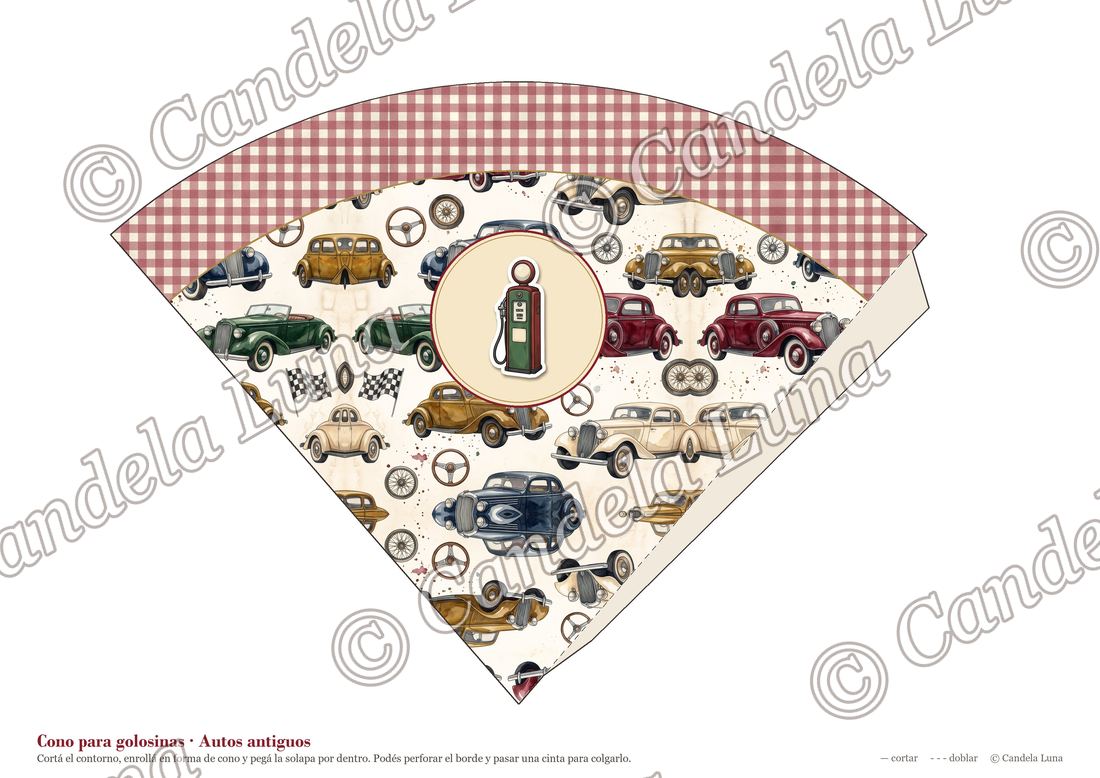 © Candela Luna
© Candela Luna
©
Candela Luna
© Candela Luna
© Candela
Luna
Cono para golosinas · Autos antiguos
Cortá el contorno, enrollá en forma de cono y pegá la solapa por dentro. Podés perforar el borde y pasar una cinta para colgarlo.
— cortar - - - doblar © Candela Luna